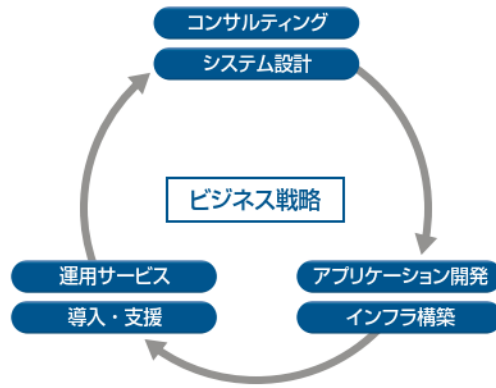 コンサルティング
システム設計
ビジネス戦略
運用サービス
導入・支援
アプリケーション開発
インフラ構築